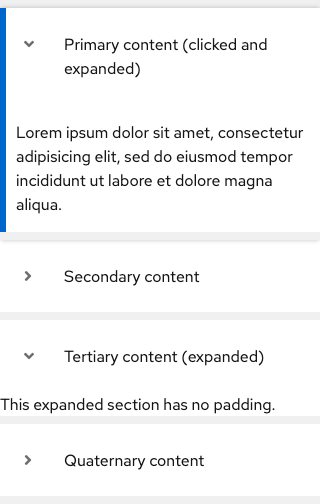 Primary content (clicked and
expanded)
Lorem ipsum dolor sit amet, consectetur
adipisicing elit, sed do eiusmod tempor
incididunt ut labore et dolore magna
aliqua.
Secondary content
Tertiary content (expanded)
This expanded section has no padding.
Quaternary content